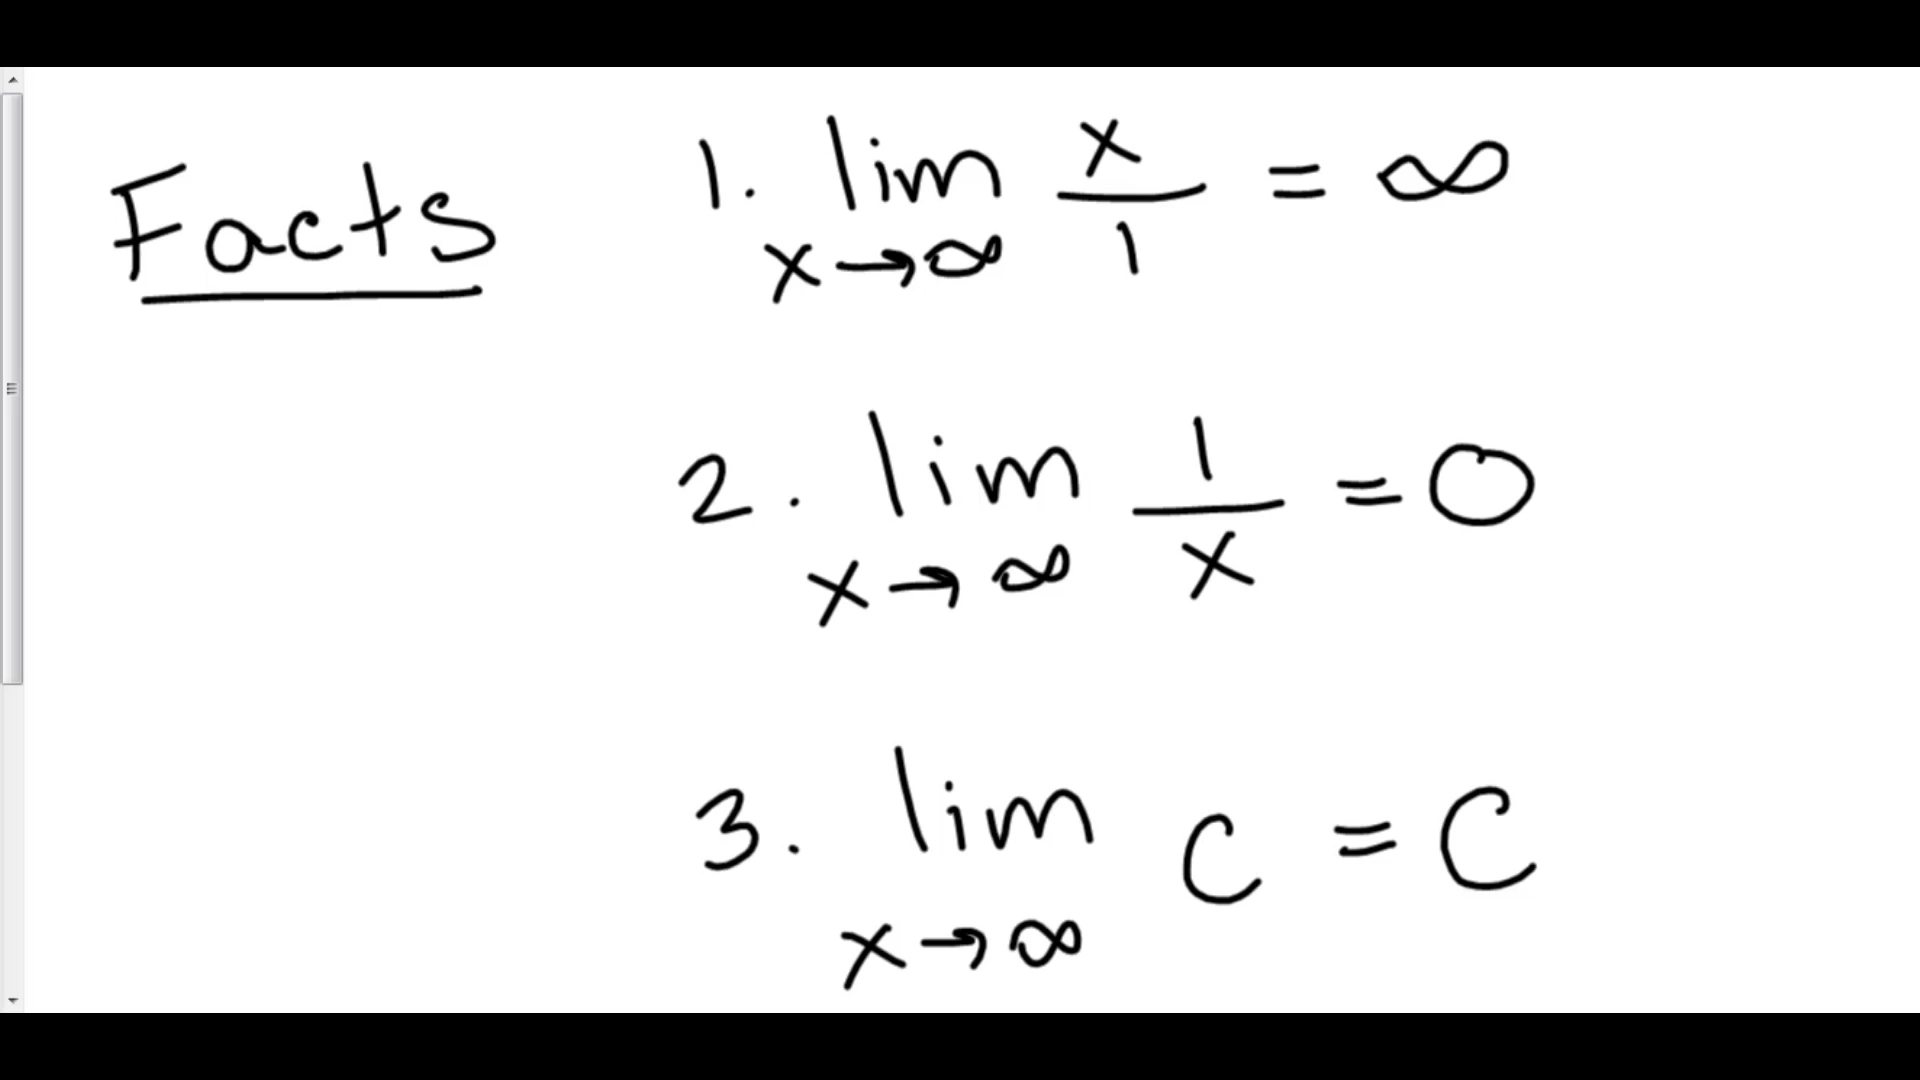 Facts
1. lim x→∞ x/1 = ∞
2. lim x→∞ 1/x = 0
3. lim x→∞ c = c